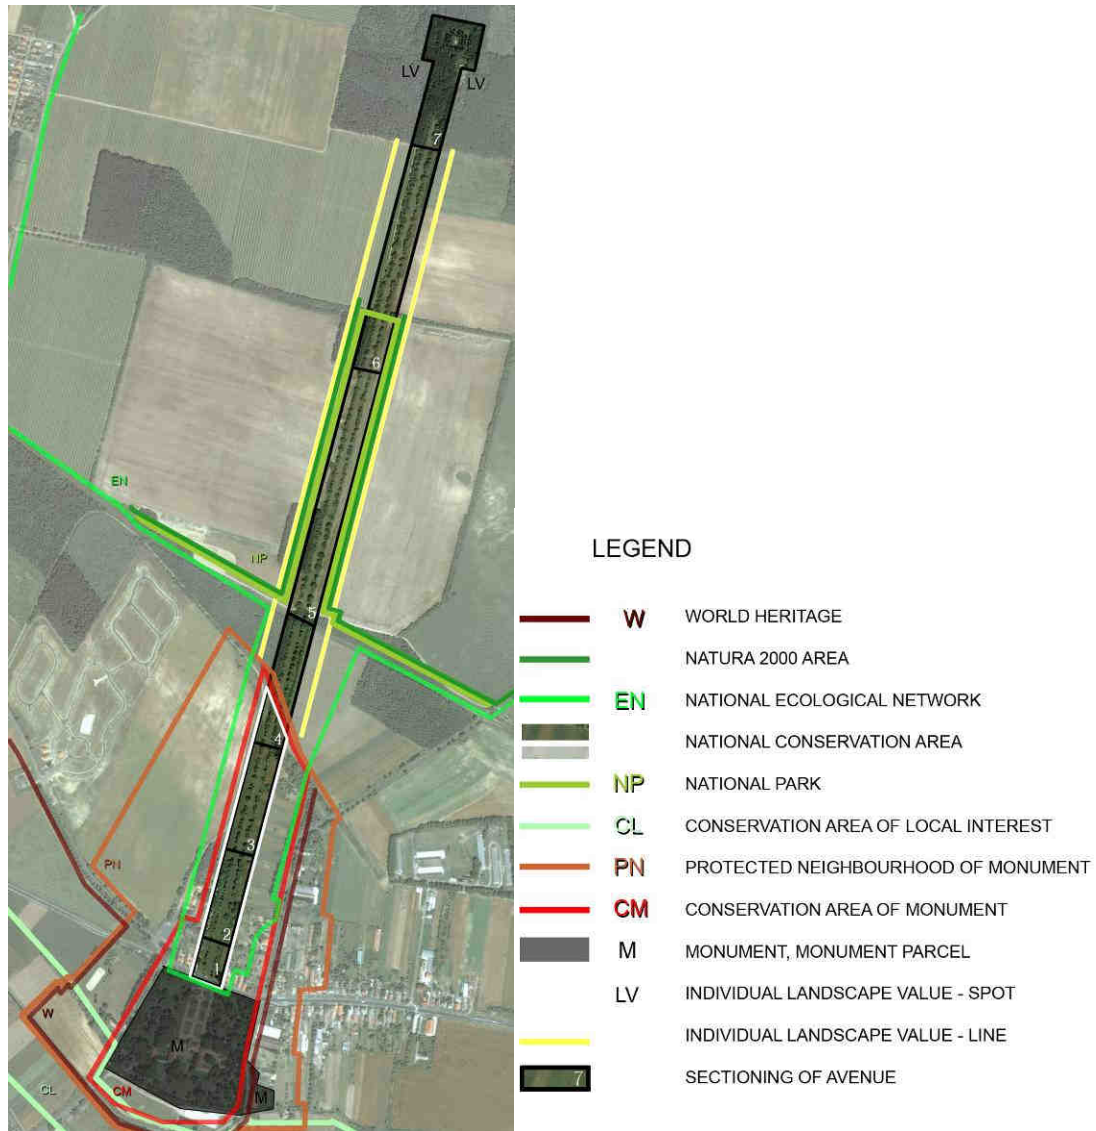 LV
LV
7
6
EN
NP
5
4
PN
3
2
1
W
M
CL
CM
M
LEGEND
W WORLD HERITAGE
NATURA 2000 AREA
EN NATIONAL ECOLOGICAL NETWORK
NATIONAL CONSERVATION AREA
NP NATIONAL PARK
CL CONSERVATION AREA OF LOCAL INTEREST
PN PROTECTED NEIGHBOURHOOD OF MONUMENT
CM CONSERVATION AREA OF MONUMENT
M MONUMENT, MONUMENT PARCEL
LV INDIVIDUAL LANDSCAPE VALUE - SPOT
INDIVIDUAL LANDSCAPE VALUE - LINE
7 SECTIONING OF AVENUE